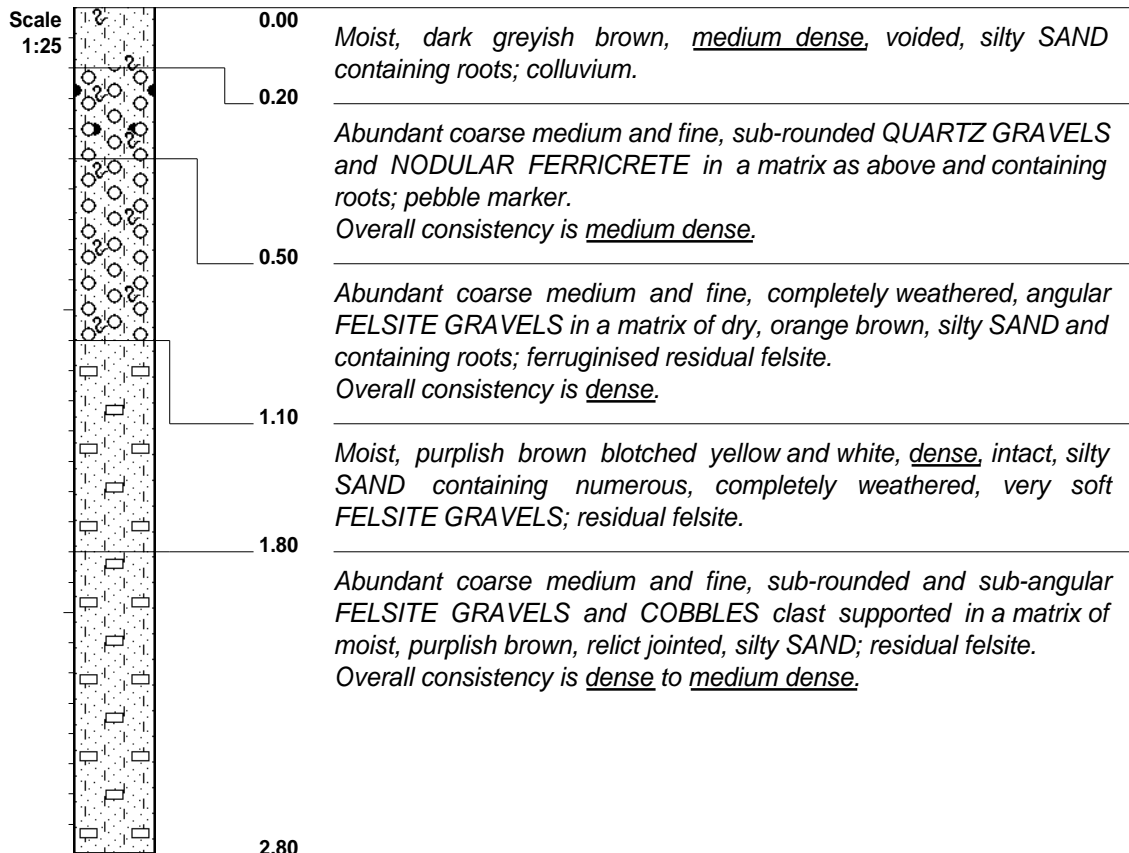 Scale
1:25
0.00
Moist, dark greyish brown, medium dense, voided, silty SAND
containing roots; colluvium.
0.20
Abundant coarse medium and fine, sub-rounded QUARTZ GRAVELS
and NODULAR FERRICRETE in a matrix as above and containing
roots; pebble marker.
Overall consistency is medium dense.
0.50
Abundant coarse medium and fine, completely weathered, angular
FELSITE GRAVELS in a matrix of dry, orange brown, silty SAND and
containing roots; ferruginised residual felsite.
Overall consistency is dense.
1.10
Moist, purplish brown blotched yellow and white, dense, intact, silty
SAND containing numerous, completely weathered, very soft
FELSITE GRAVELS; residual felsite.
1.80
Abundant coarse medium and fine, sub-rounded and sub-angular
FELSITE GRAVELS and COBBLES clast supported in a matrix of
moist, purplish brown, relict jointed, silty SAND; residual felsite.
Overall consistency is dense to medium dense.
2.80